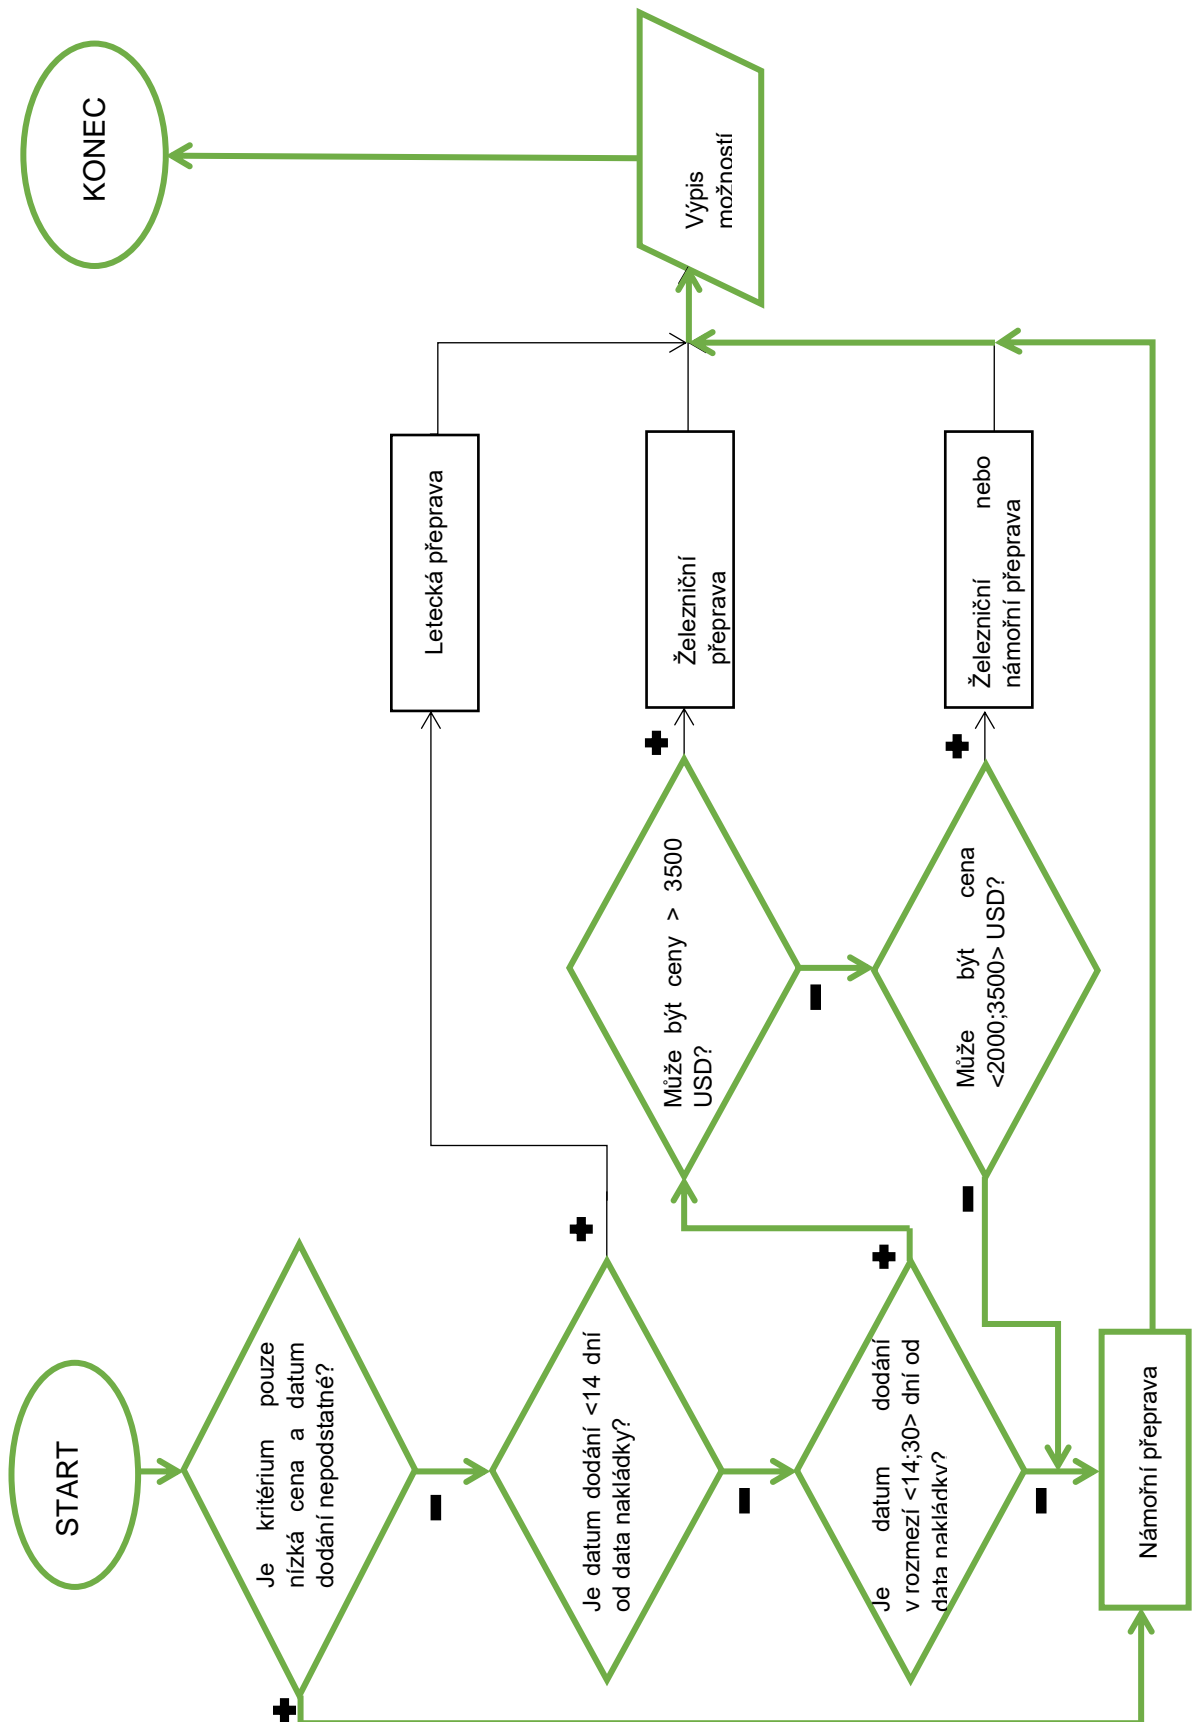 START
Je kritérium pouze
nízká cena a datum
dodání nepodstatné?
Je datum dodání <14 dní
od data nakládky?
Je datum dodání
v rozmezí <14;30> dní od
data nakládky?
Námořní přeprava
Může být ceny > 3500
USD?
Může být cena
<2000;3500> USD?
Letecká přeprava
Železniční
přeprava
Železniční nebo
námořní přeprava
Výpis
možností
KONEC